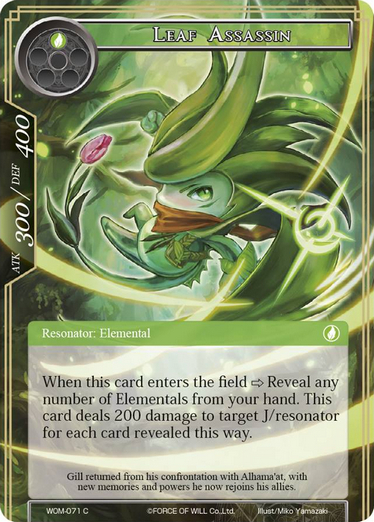 Leaf Assassin
ATK 300 / DEF 400
Resonator: Elemental
When this card enters the field ⇨ Reveal any
number of Elementals from your hand. This
card deals 200 damage to target J/resonator
for each card revealed this way.
Gill returned from his confrontation with Alhama'at, with
new memories and powers he now rejoins his allies.
WOM-071 C ©FORCE OF WILL Co.,Ltd. Illust/Miko Yamazaki